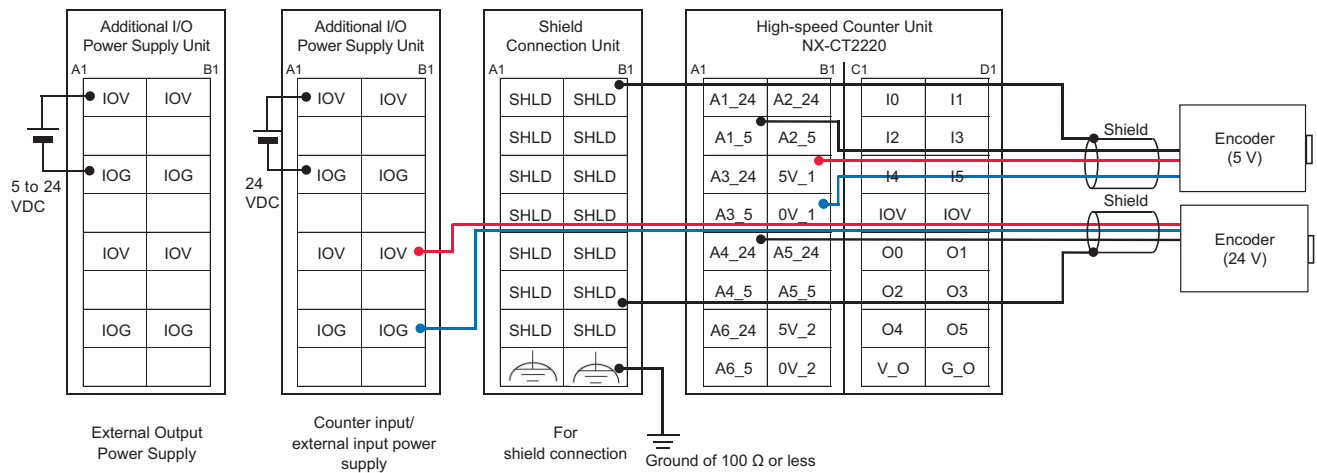 Additional I/O
Power Supply Unit
A1 B1
IOV IOV
IOG IOG
IOV IOV
IOG IOG
5 to 24
VDC
External Output
Power Supply
Additional I/O
Power Supply Unit
A1 B1
IOV IOV
IOG IOG
IOV IOV
IOG IOG
24
VDC
Counter input/
external input power
supply
Shield
Connection Unit
A1 B1
SHLD SHLD
SHLD SHLD
SHLD SHLD
SHLD SHLD
SHLD SHLD
SHLD SHLD
SHLD SHLD
For
shield connection
Ground of 100 Ω or less
High-speed Counter Unit
NX-CT2220
A1 B1 C1 D1
A1_24 A2_24 I0 I1
A1_5 A2_5 I2 I3
A3_24 5V_1 I4 I5
A3_5 0V_1 IOV IOV
A4_24 A5_24 O0 O1
A4_5 A5_5 O2 O3
A6_24 5V_2 O4 O5
A6_5 0V_2 V_O G_O
Shield
Encoder
(5 V)
Shield
Encoder
(24 V)